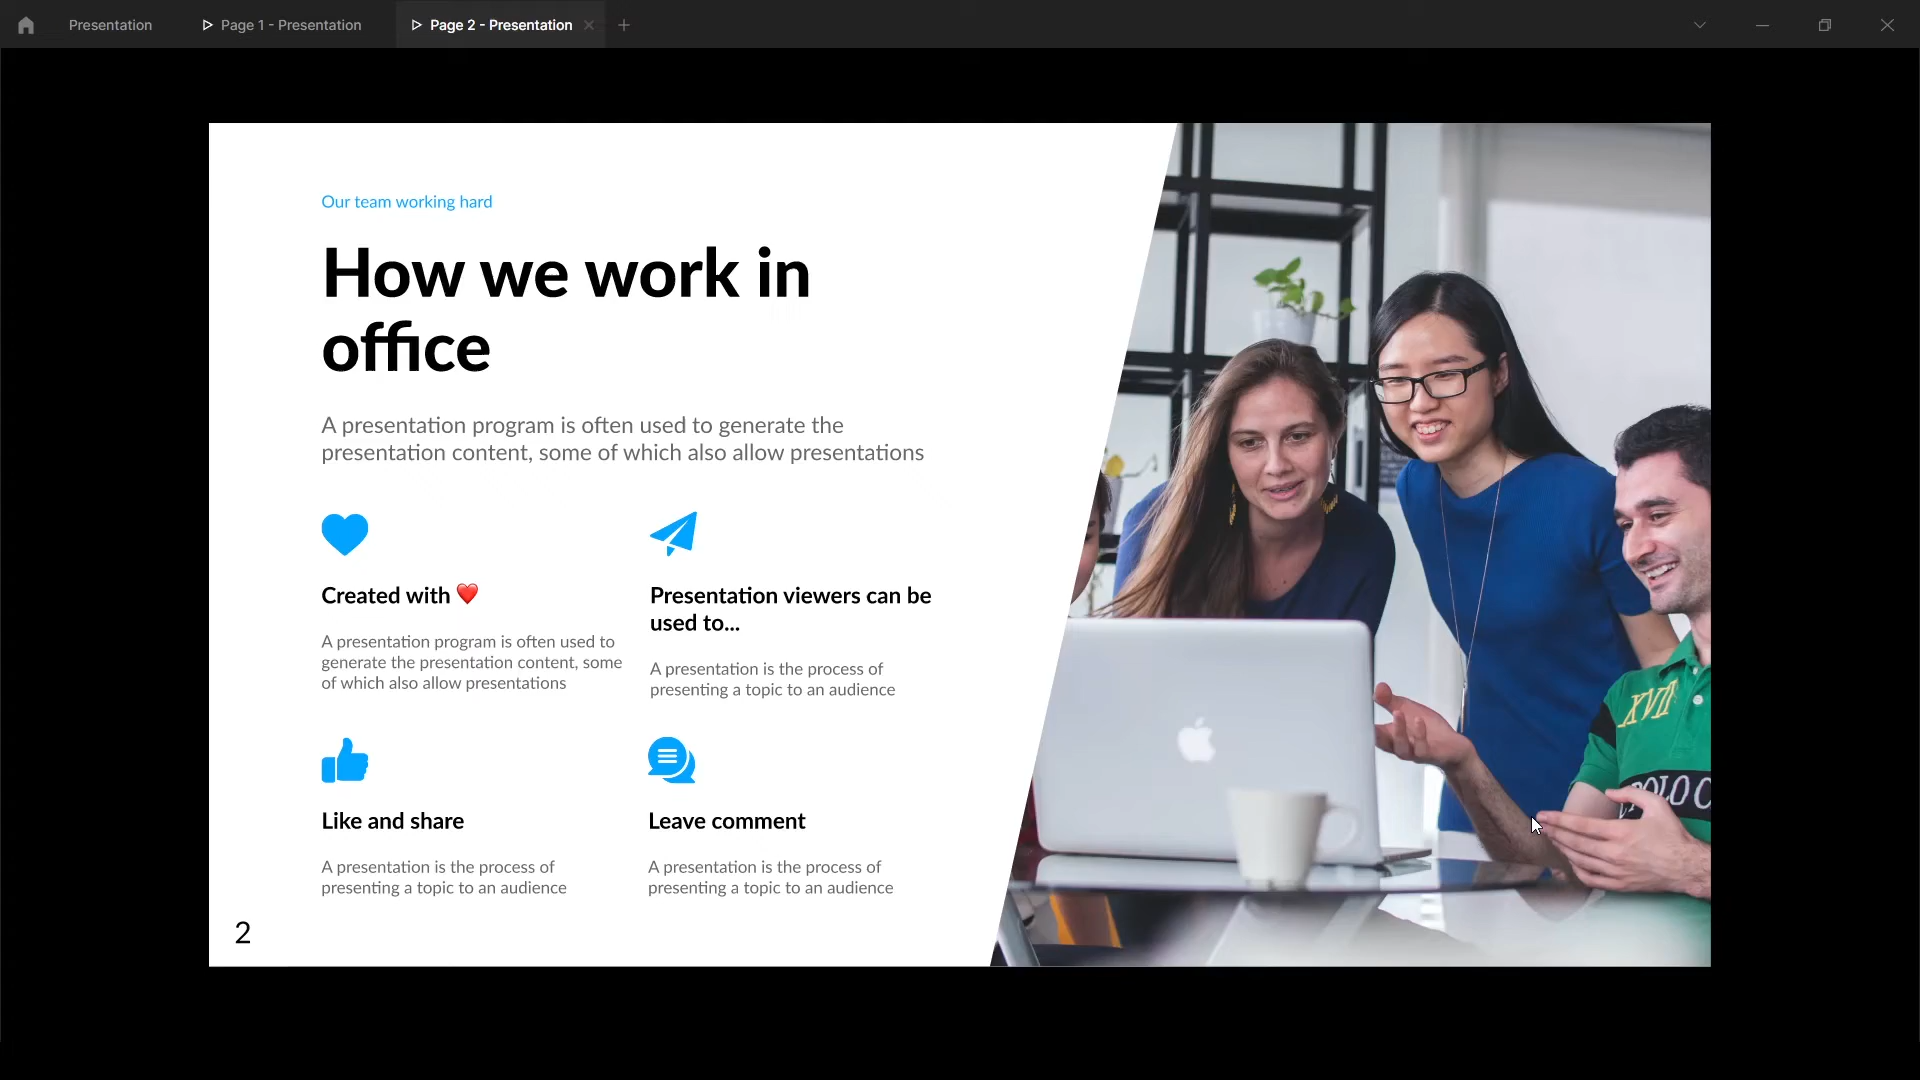 Presentation
Page 1 - Presentation
Page 2 - Presentation
Our team working hard
How we work in
office
A presentation program is often used to generate the
presentation content, some of which also allow presentations
Created with ❤️
A presentation program is often used to
generate the presentation content, some
of which also allow presentations
Presentation viewers can be
used to...
A presentation is the process of
presenting a topic to an audience
Like and share
A presentation is the process of
presenting a topic to an audience
Leave comment
A presentation is the process of
presenting a topic to an audience
2
XVII
POLO C